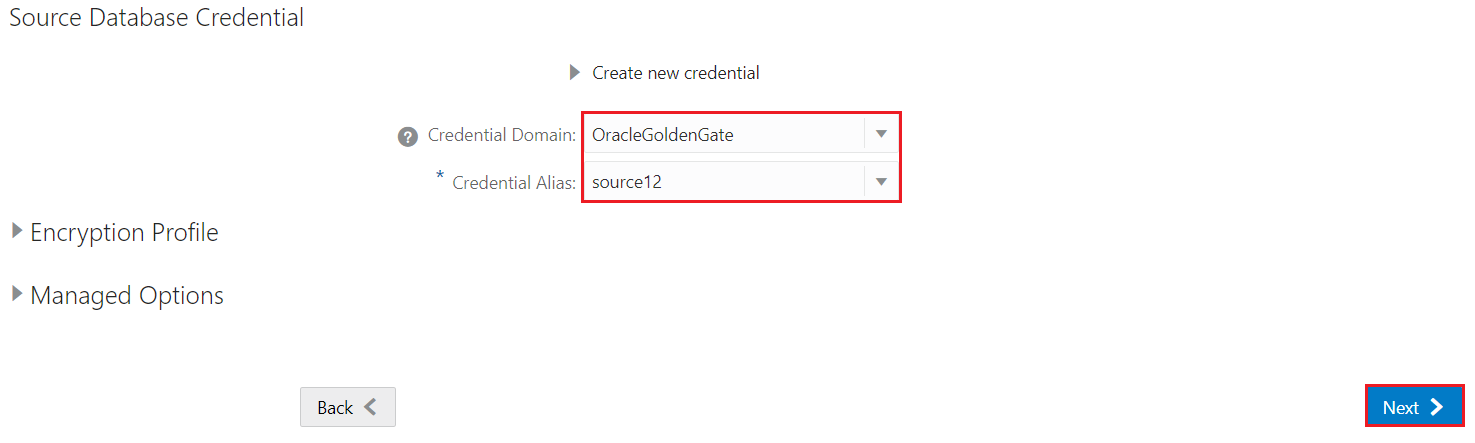 Source Database Credential
Create new credential
? Credential Domain: OracleGoldenGate
* Credential Alias: source12
Encryption Profile
Managed Options
Back Next